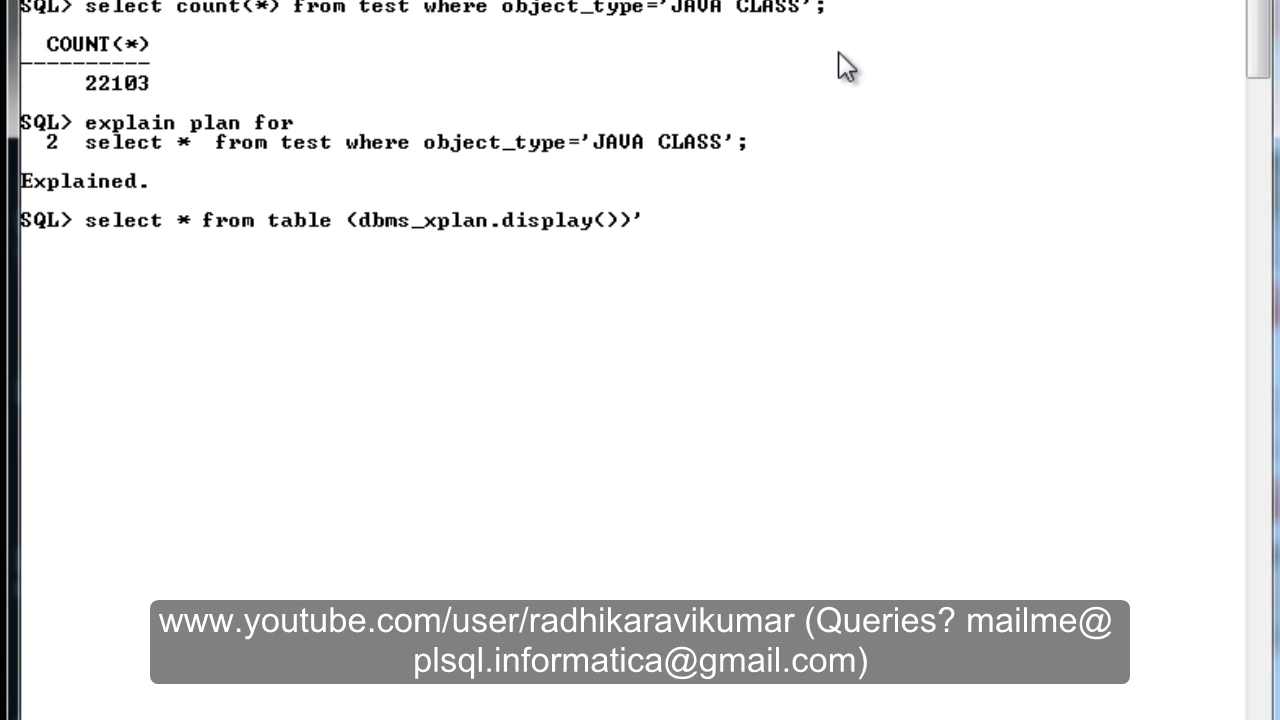 SQL> select count(*) from test where object_type='JAVA CLASS';
COUNT(*)
----------
22103
SQL> explain plan for
2 select * from test where object_type='JAVA CLASS';
Explained.
SQL> select * from table (dbms_xplan.display())'
www.youtube.com/user/radhikaravikumar (Queries? mailme@
plsql.informatica@gmail.com)